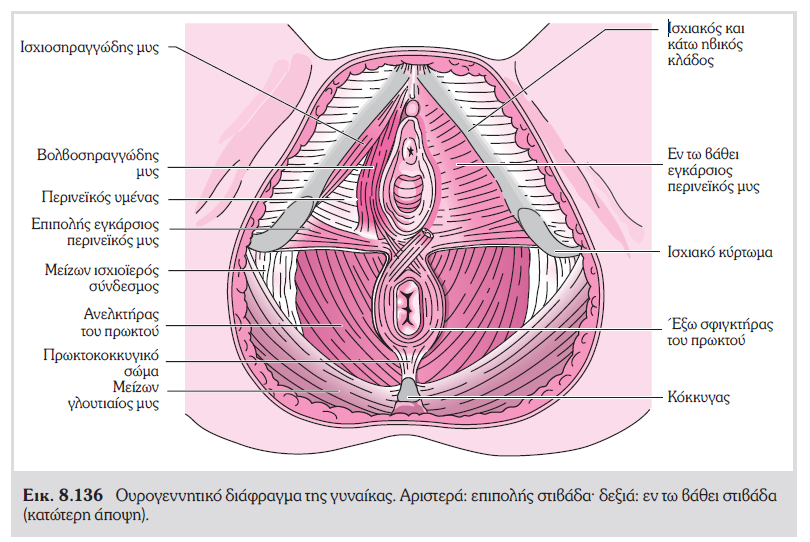 Ισχιοσηραγγώδης μυς
Βολβοσηραγγώδης
μυς
Περινεϊκός υμένας
Επιπολής εγκάρσιος
περινεϊκός μυς
Μείζων ισχιοϊερός
σύνδεσμος
Ανελκτήρας
του πρωκτού
Πρωκτοκοκκυγικό
σώμα
Μείζων
γλουτιαίος μυς
Ισχιακός και
κάτω ηβικός
κλάδος
Εν τω βάθει
εγκάρσιος
περινεϊκός μυς
Ισχιακό κύρτωμα
Έξω σφιγκτήρας
του πρωκτού
Κόκκυγας
Εικ. 8.136 Ουρογεννητικό διάφραγμα της γυναίκας. Αριστερά: επιπολής στιβάδα· δεξιά: εν τω βάθει στιβάδα
(κατώτερη άποψη).